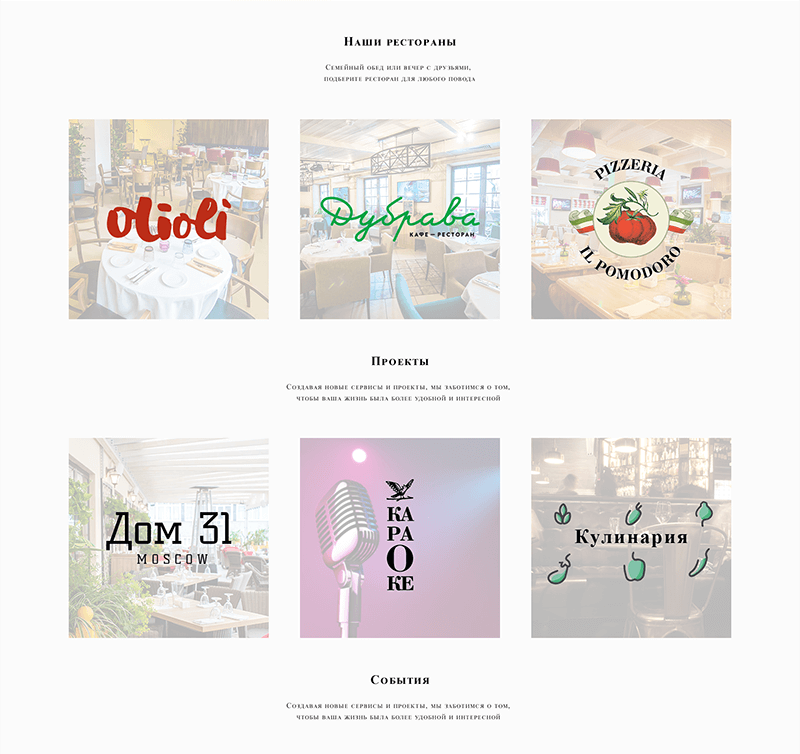 Наши рестораны
Семейный обед или вечер с друзьями,
подберите ресторан для любого повода
olioli
Дубрава
КАФЕ — РЕСТОРАН
PIZZERIA
IL POMODORO
Проекты
Создавая новые сервисы и проекты, мы заботимся о том,
чтобы ваша жизнь была более удобной и интересной
Дом 31
MOSCOW
КА
РА
О
КЕ
Кулинария
События
Создавая новые сервисы и проекты, мы заботимся о том,
чтобы ваша жизнь была более удобной и интересной